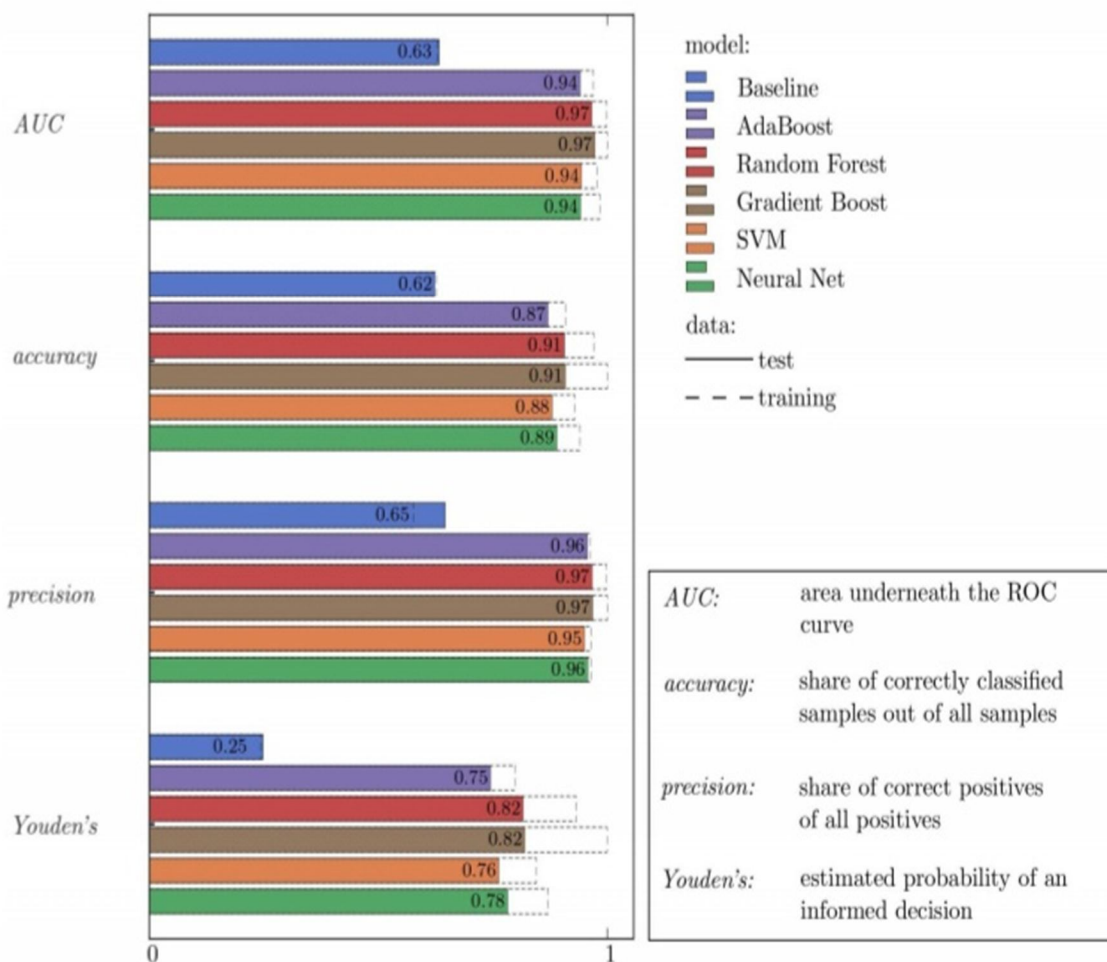 AUC
0.63
0.94
0.97
0.97
0.94
0.94
accuracy
0.62
0.87
0.91
0.91
0.88
0.89
precision
0.65
0.96
0.97
0.97
0.95
0.96
Youden's
0.25
0.75
0.82
0.82
0.76
0.78
0
1
model:
Baseline
AdaBoost
Random Forest
Gradient Boost
SVM
Neural Net
data:
test
training
AUC: area underneath the ROC
curve
accuracy: share of correctly classified
samples out of all samples
precision: share of correct positives
of all positives
Youden's: estimated probability of an
informed decision